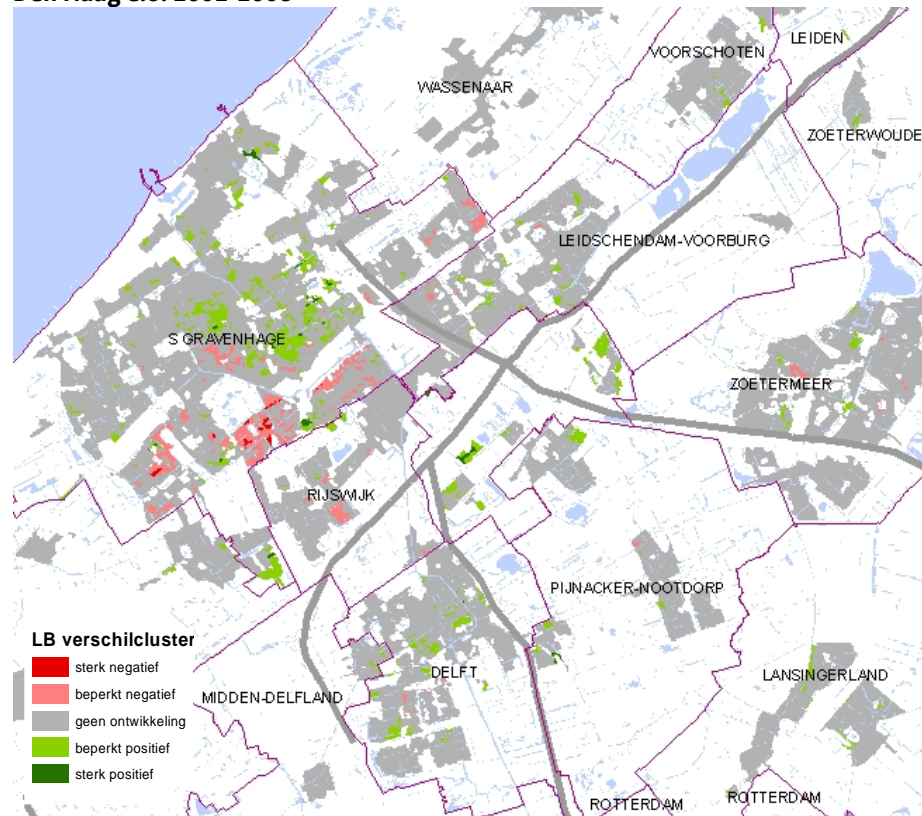 WASSENAAR
VOORSCHOTEN
LEIDEN
ZOETERWOUDE
LEIDSCHENDAM-VOORBURG
S GRAVENHAGE
ZOETERMEER
RIJSWIJK
PIJNACKER-NOOTDORP
DELFT
MIDDEN-DELFLAND
LANSINGERLAND
ROTTERDAM
ROTTERDAM
LB verschilcluster
sterk negatief
beperkt negatief
geen ontwikkeling
beperkt positief
sterk positief